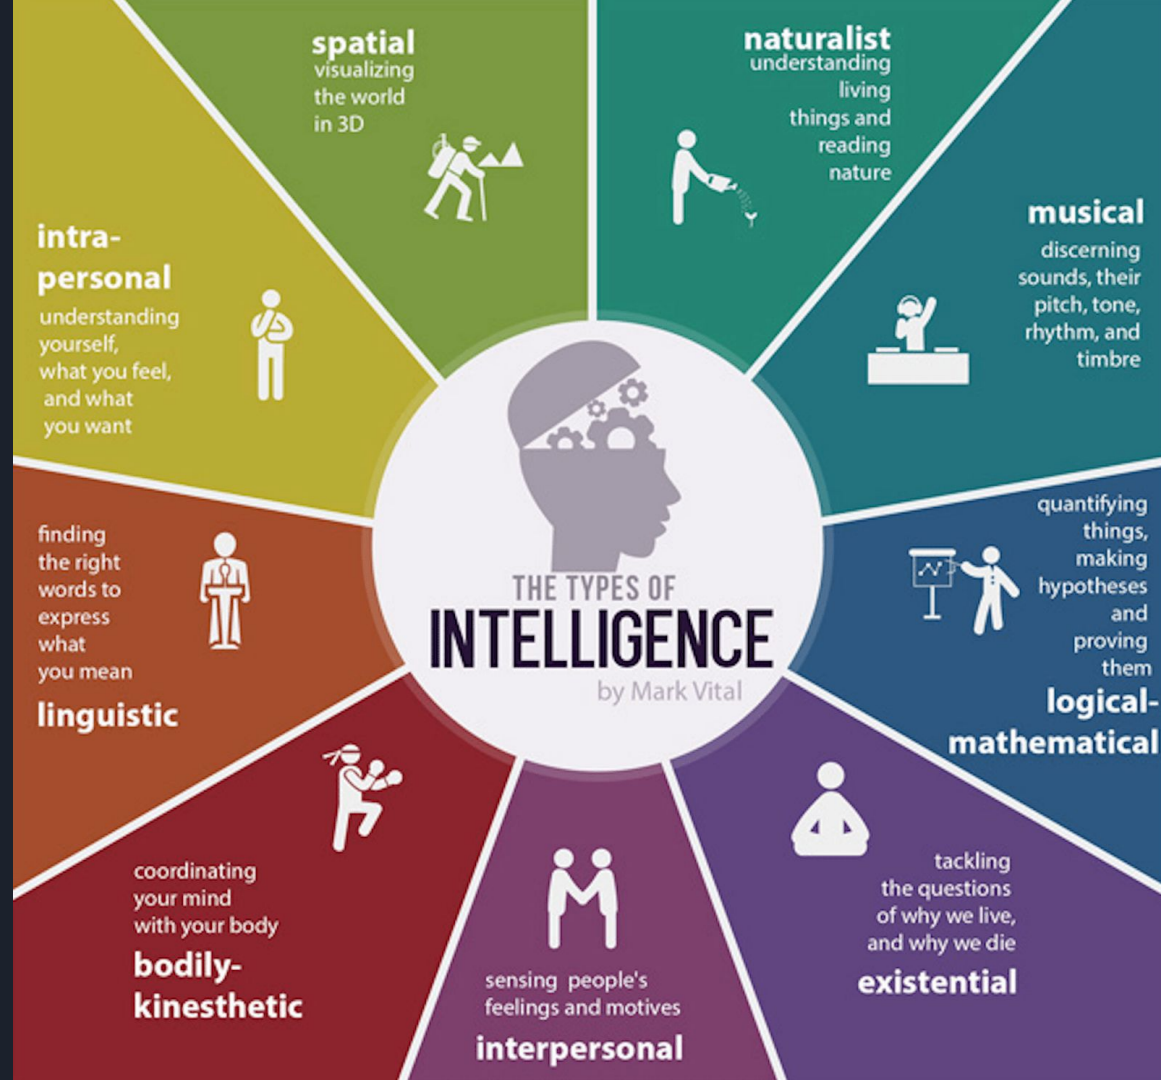 spatial
visualizing
the world
in 3D
naturalist
understanding
living
things and
reading
nature
musical
discerning
sounds, their
pitch, tone,
rhythm, and
timbre
quantifying
things,
making
hypotheses
and
proving
them
logical-
mathematical
tackling
the questions
of why we live,
and why we die
existential
sensing people's
feelings and motives
interpersonal
coordinating
your mind
with your body
bodily-
kinesthetic
finding
the right
words to
express
what
you mean
linguistic
intra-
personal
understanding
yourself,
what you feel,
and what
you want
THE TYPES OF
INTELLIGENCE
by Mark Vital